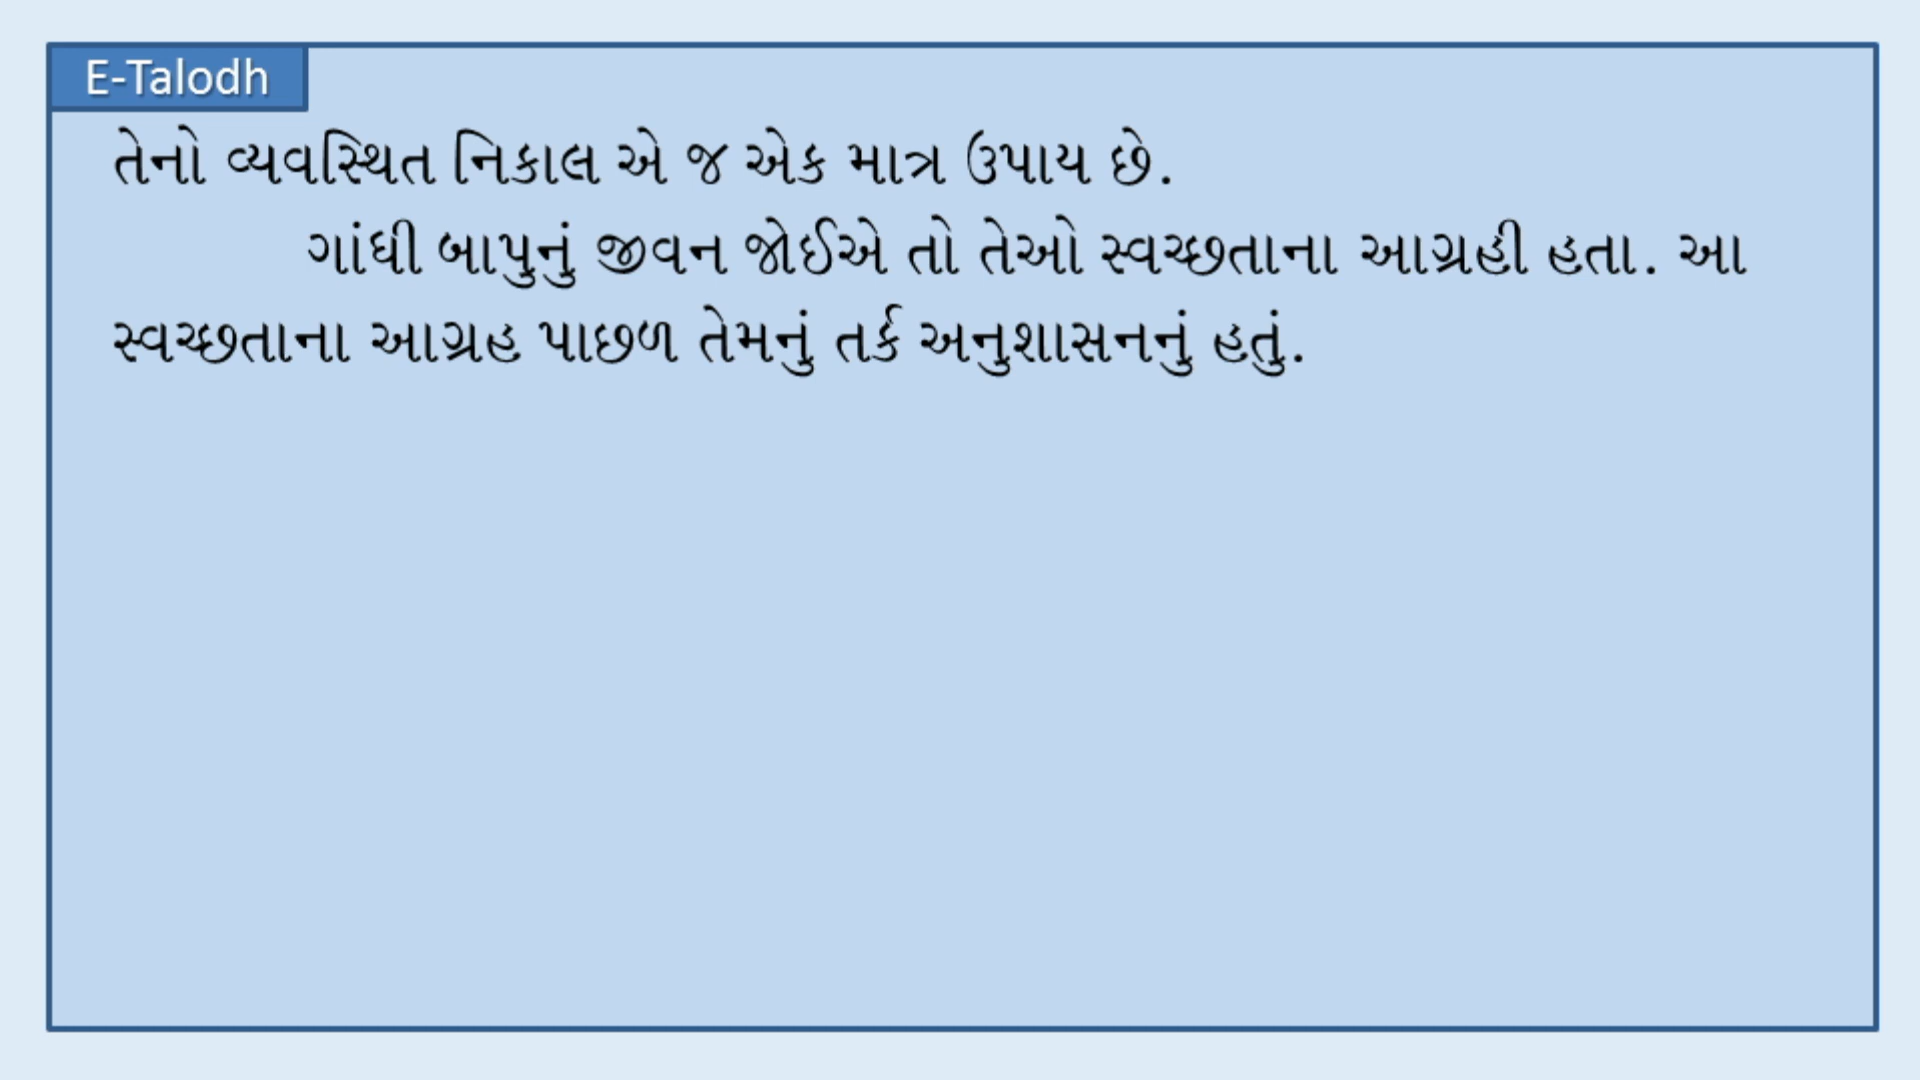 E-Talodh
તેનો વ્યવસ્થિત નિકાલ એ જ એક માત્ર ઉપાય છે.
ગાંધી બાપુનું જીવન જોઈએ તો તેઓ સ્વચ્છતાના આગ્રહી હતા. આ
સ્વચ્છતાના આગ્રહ પાછળ તેમનું તર્ક અનુશાસનનું હતું.